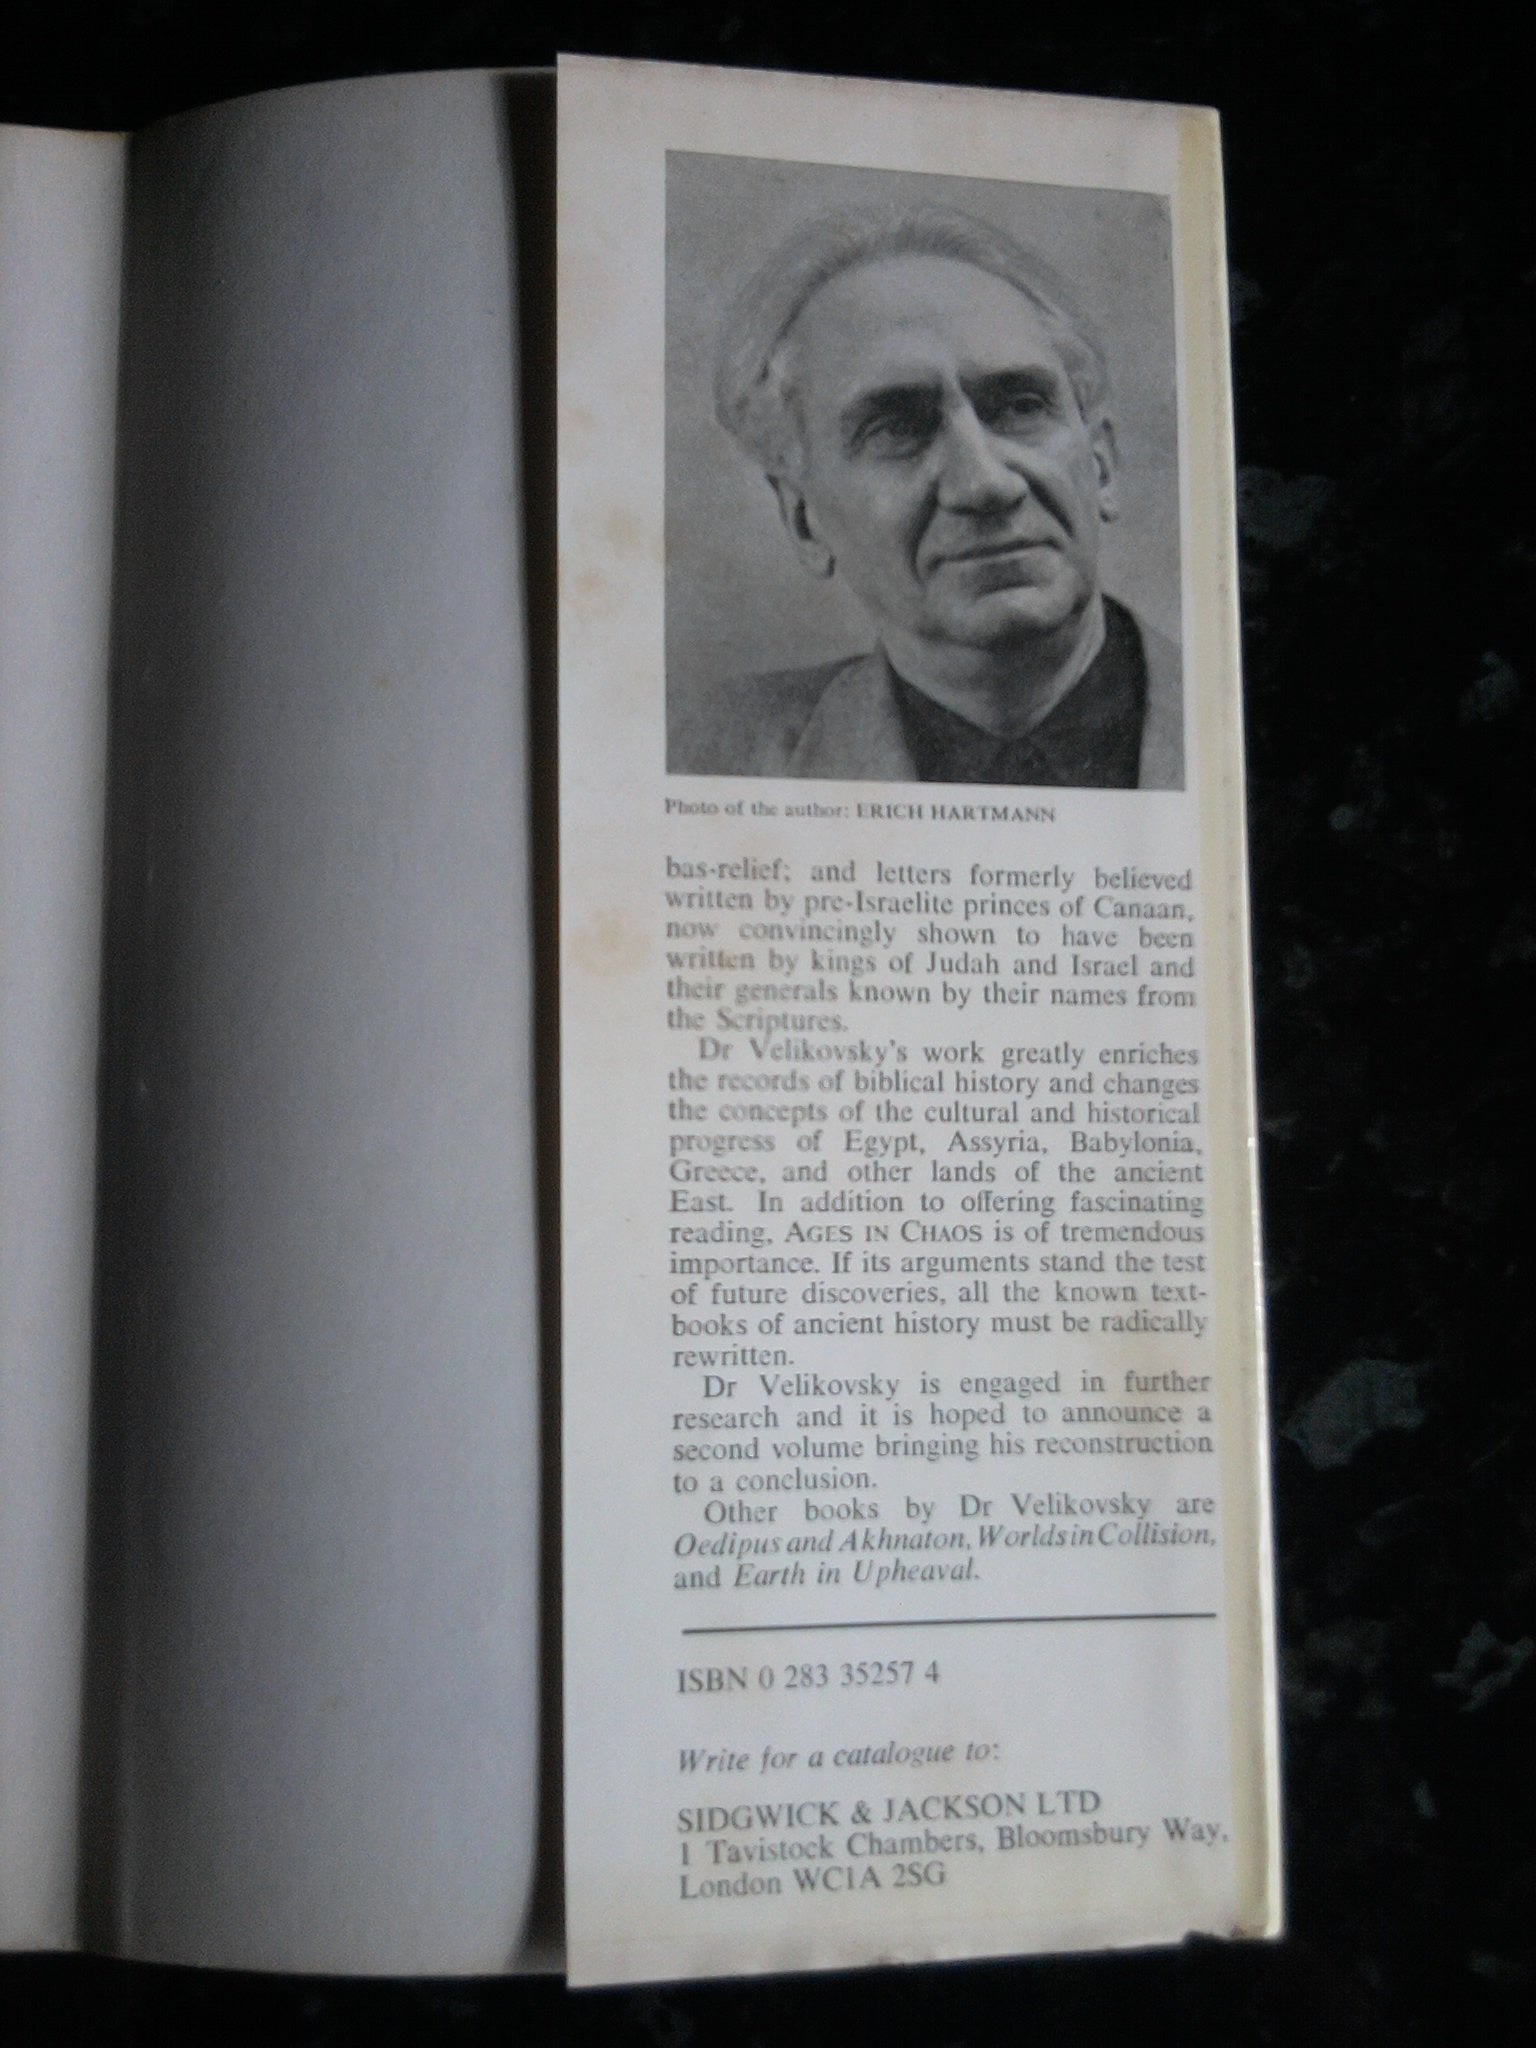 Photo of the author: ERICH HARTMANN
bas-relief; and letters formerly believed
written by pre-Israelite princes of Canaan,
now convincingly shown to have been
written by kings of Judah and Israel and
their generals known by their names from
the Scriptures.
Dr Velikovsky's work greatly enriches
the records of biblical history and changes
the concepts of the cultural and historical
progress of Egypt, Assyria, Babylonia,
Greece, and other lands of the ancient
East. In addition to offering fascinating
reading, AGES IN CHAOS is of tremendous
importance. If its arguments stand the test
of future discoveries, all the known text-
books of ancient history must be radically
rewritten.
Dr Velikovsky is engaged in further
research and it is hoped to announce a
second volume bringing his reconstruction
to a conclusion.
Other books by Dr Velikovsky are
Oedipus and Akhnaton, Worlds in Collision,
and Earth in Upheaval.
ISBN 0 283 35257 4
Write for a catalogue to:
SIDGWICK & JACKSON LTD
1 Tavistock Chambers, Bloomsbury Way,
London WC1A 2SG